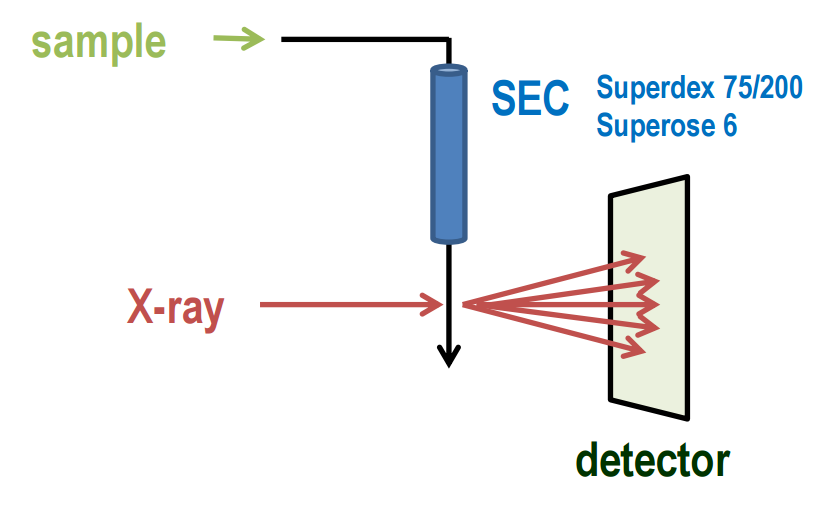 sample
SEC
Superdex 75/200
Superose 6
X-ray
detector